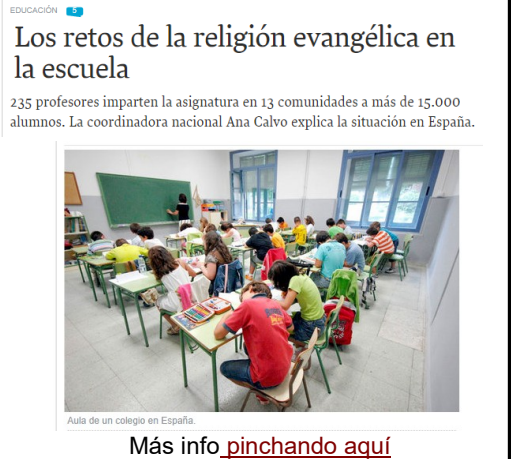 EDUCACIÓN 5
Los retos de la religión evangélica en
la escuela
235 profesores imparten la asignatura en 13 comunidades a más de 15.000
alumnos. La coordinadora nacional Ana Calvo explica la situación en España.
Aula de un colegio en España.
Más info pinchando aquí